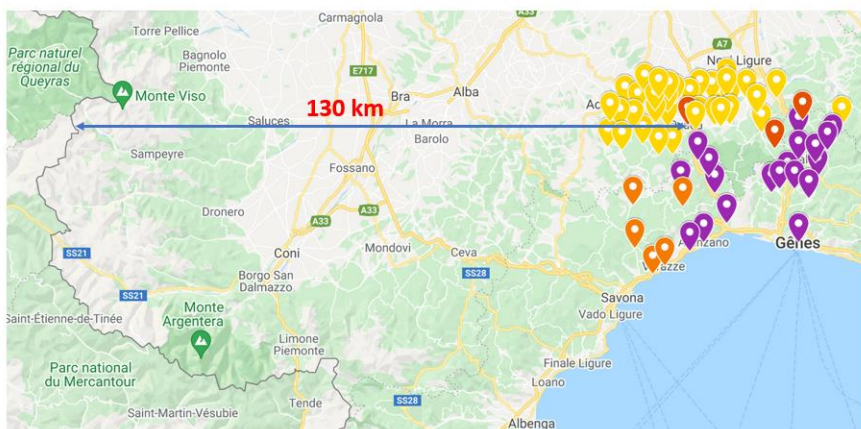 Carmagnola
Torre Pellice
A7
Parc naturel
régional du
Queyras
Bagnolo
Piemonte
E717
Monte Viso
Bra
Alba
Saluces
130 km
La Morra
Barolo
Sampeyre
Fossano
A33
Dronero
A33
SS21
Coni
Mondovì
Ceva
Gênes
SS28
SS21
Borgo San
Dalmazzo
Savona
Saint-Étienne-de-Tinée
Monte
Argentera
Vado Ligure
Limone
Piemonte
Finale Ligure
Parc national
du Mercantour
Loano
Tende
SS28
Saint-Martin-Vésubie
Albenga